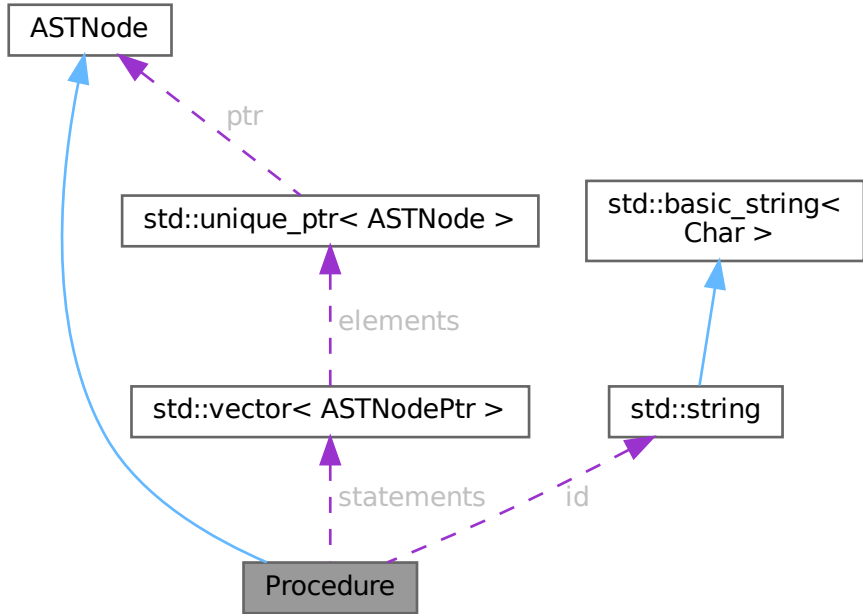 ASTNode
ptr
std::unique_ptr< ASTNode >
std::basic_string<
Char >
elements
std::vector< ASTNodePtr >
std::string
statements
id
Procedure